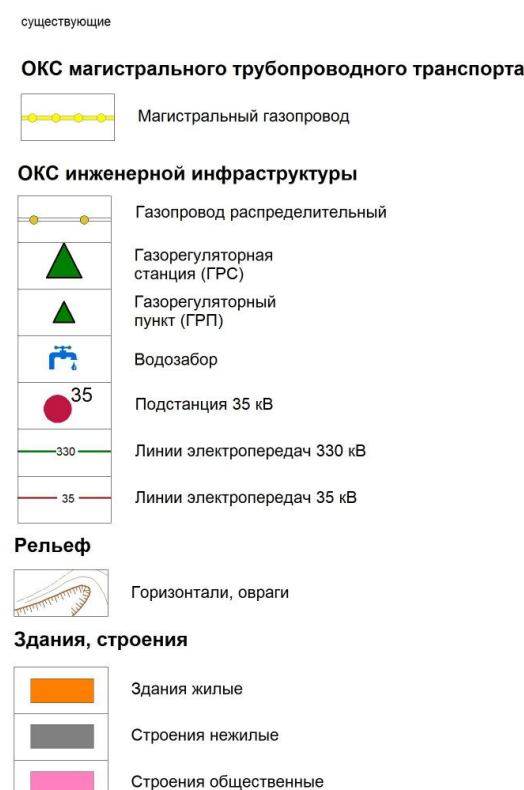 существующие
ОКС магистрального трубопроводного транспорта
Магистральный газопровод
ОКС инженерной инфраструктуры
Газопровод распределительный
Газорегуляторная
станция (ГРС)
Газорегуляторный
пункт (ГРП)
Водозабор
35
Подстанция 35 кВ
330
Линии электропередач 330 кВ
35
Линии электропередач 35 кВ
Рельеф
Горизонтали, овраги
Здания, строения
Здания жилые
Строения нежилые
Строения общественные